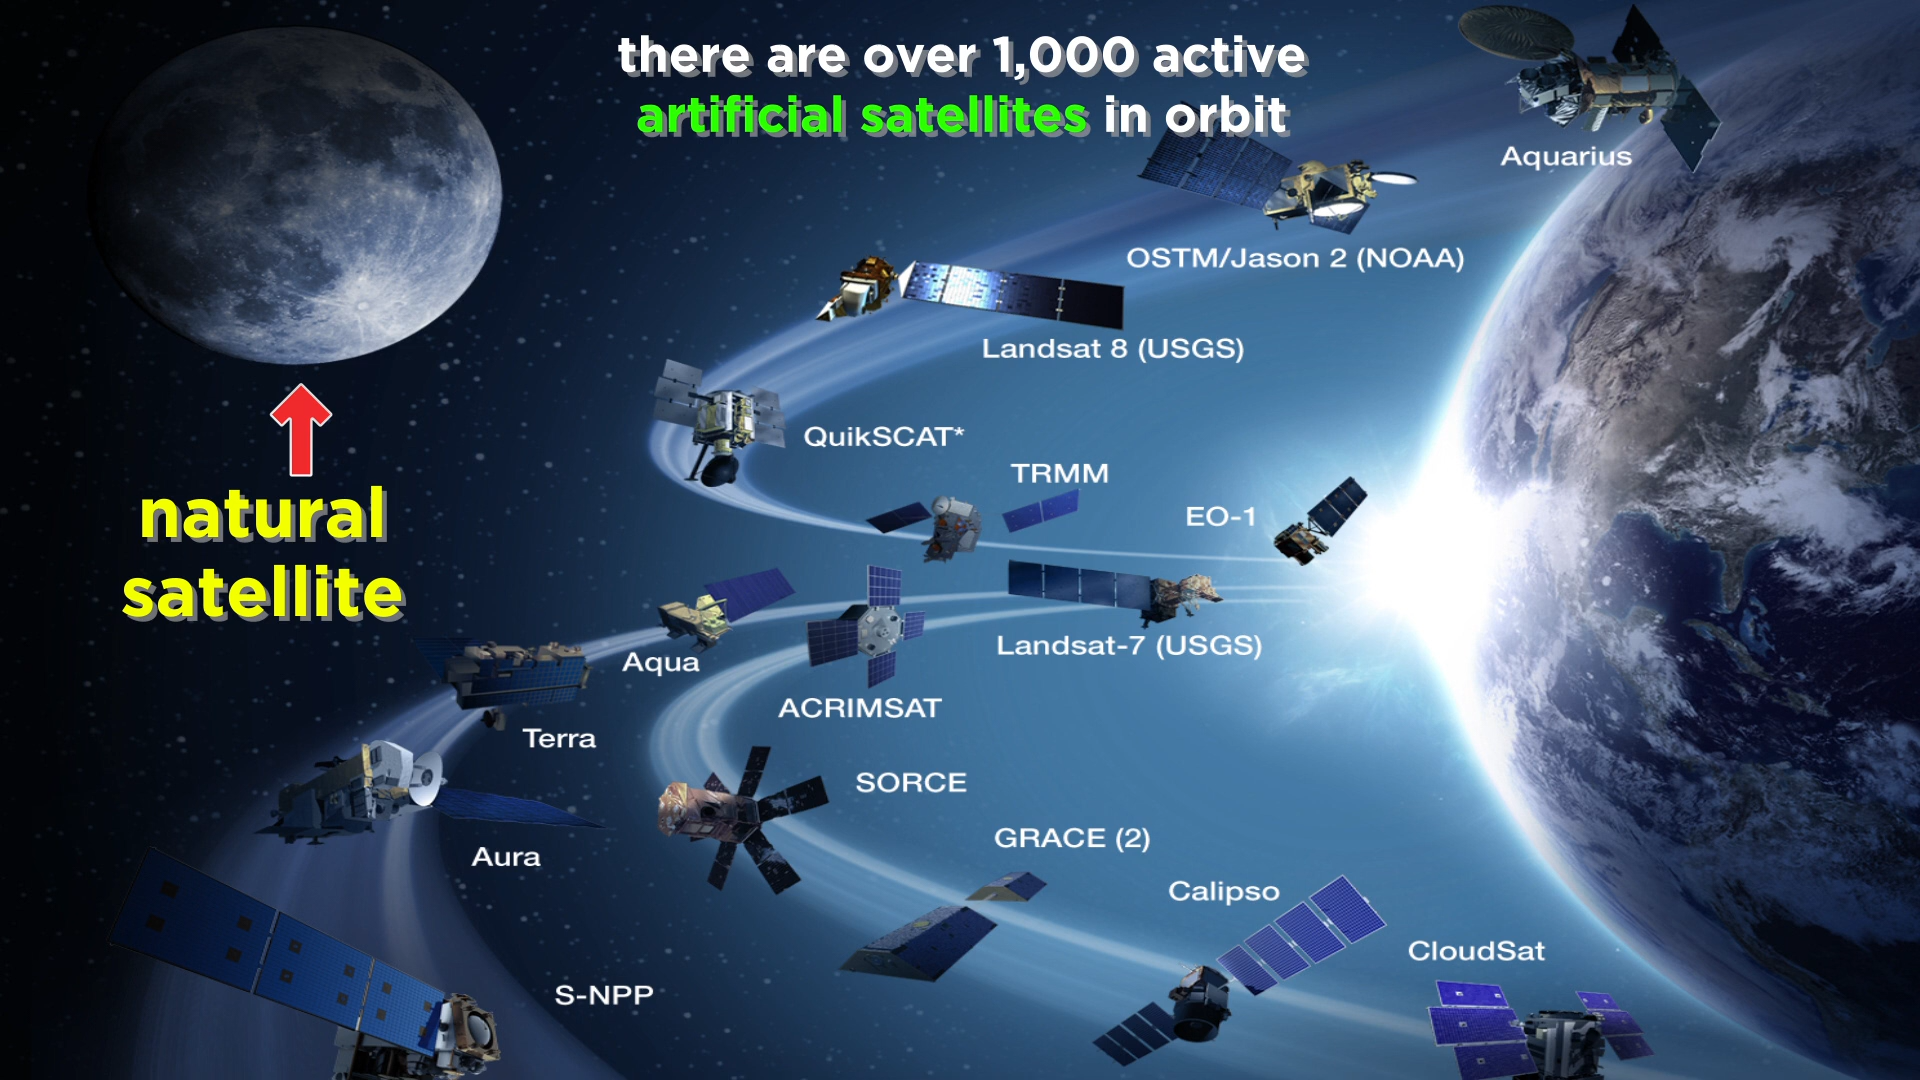 there are over 1,000 active
artificial satellites in orbit
Aquarius
OSTM/Jason 2 (NOAA)
Landsat 8 (USGS)
QuikSCAT*
TRMM
EO-1
natural
satellite
Landsat-7 (USGS)
Aqua
ACRIMSAT
Terra
SORCE
GRACE (2)
Aura
Calipso
CloudSat
S-NPP